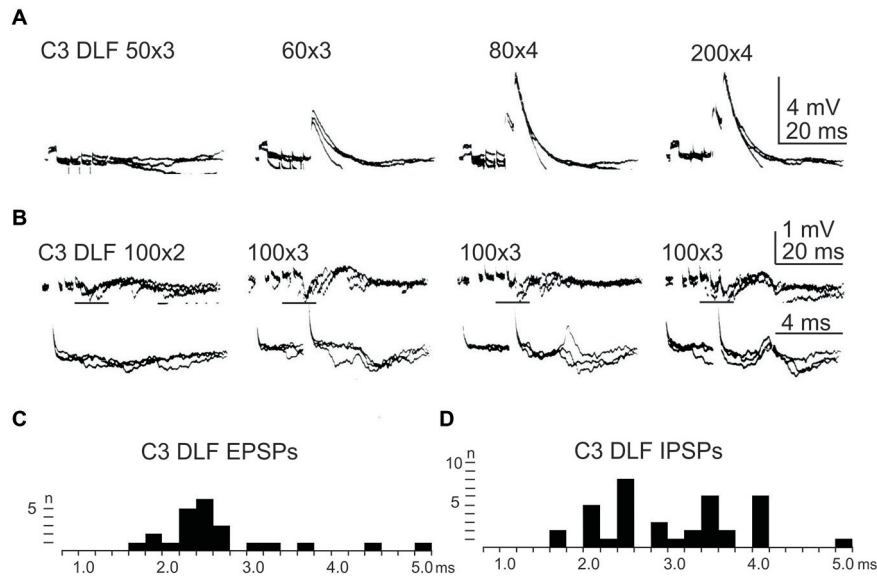 A
C3 DLF 50x3 60x3 80x4 200x4
4 mV
20 ms
B
C3 DLF 100x2 100x3 100x3 100x3
1 mV
20 ms
4 ms
C
C3 DLF EPSPs
n
5
1.0 2.0 3.0 4.0 5.0 ms
D
C3 DLF IPSPs
10 n
5
1.0 2.0 3.0 4.0 5.0 ms